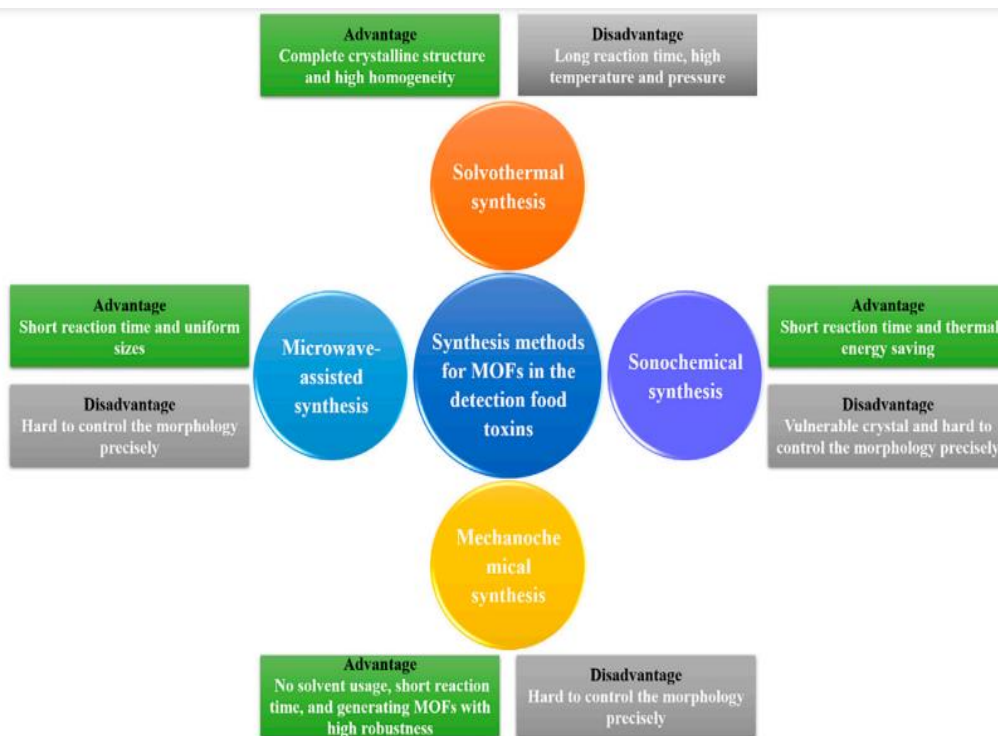 Advantage
Complete crystalline structure
and high homogeneity
Disadvantage
Long reaction time, high
temperature and pressure
Solvothermal
synthesis
Advantage
Short reaction time and uniform
sizes
Disadvantage
Hard to control the morphology
precisely
Microwave-
assisted
synthesis
Synthesis methods
for MOFs in the
detection food
toxins
Sonochemical
synthesis
Advantage
Short reaction time and thermal
energy saving
Disadvantage
Vulnerable crystal and hard to
control the morphology precisely
Mechanoche
mical
synthesis
Advantage
No solvent usage, short reaction
time, and generating MOFs with
high robustness
Disadvantage
Hard to control the morphology
precisely